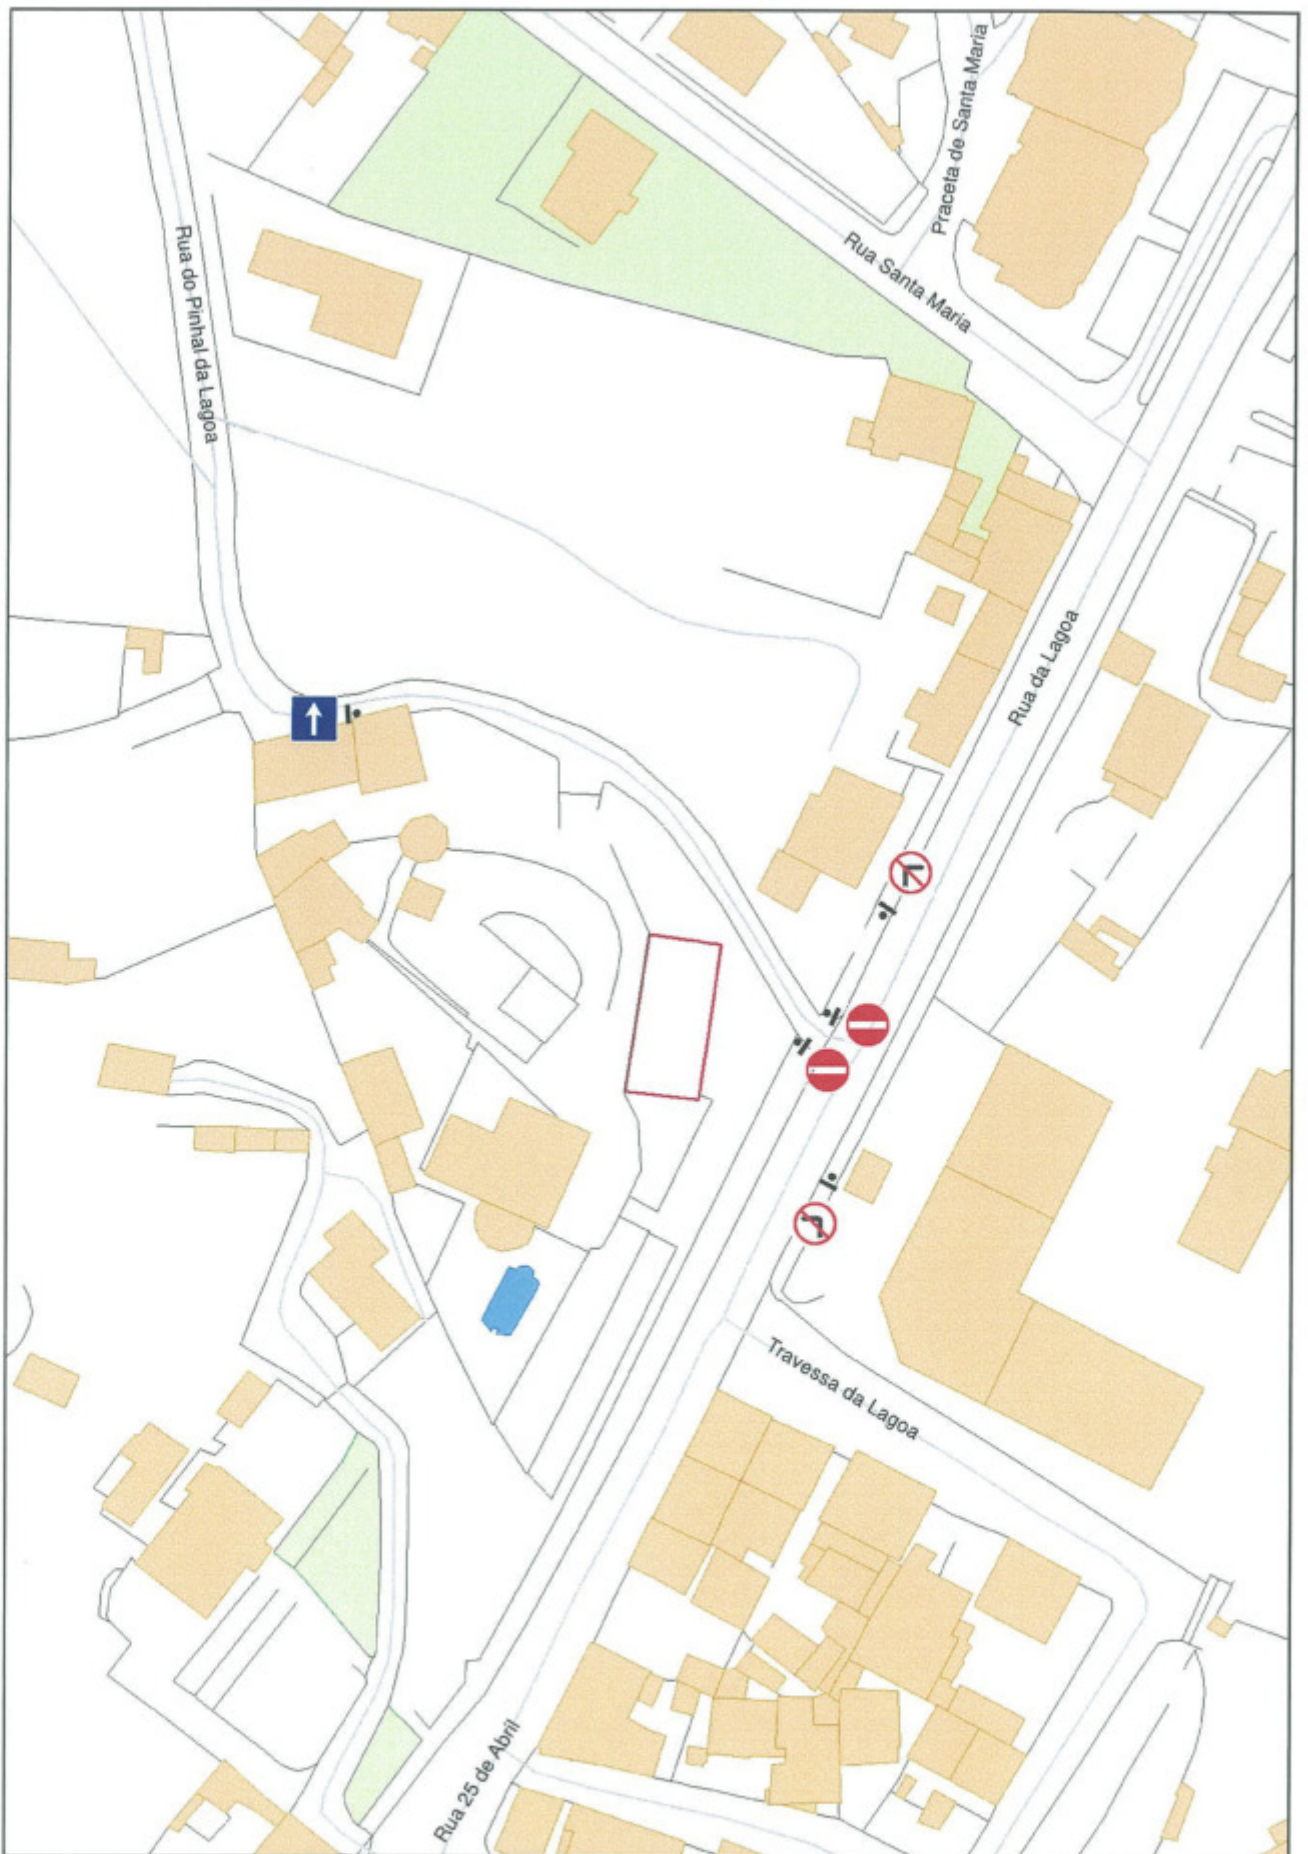 Praceta de Santa Maria
Rua Santa Maria
Rua do Pinhal da Lagoa
Rua da Lagoa
Travessa da Lagoa
Rua 25 de Abril